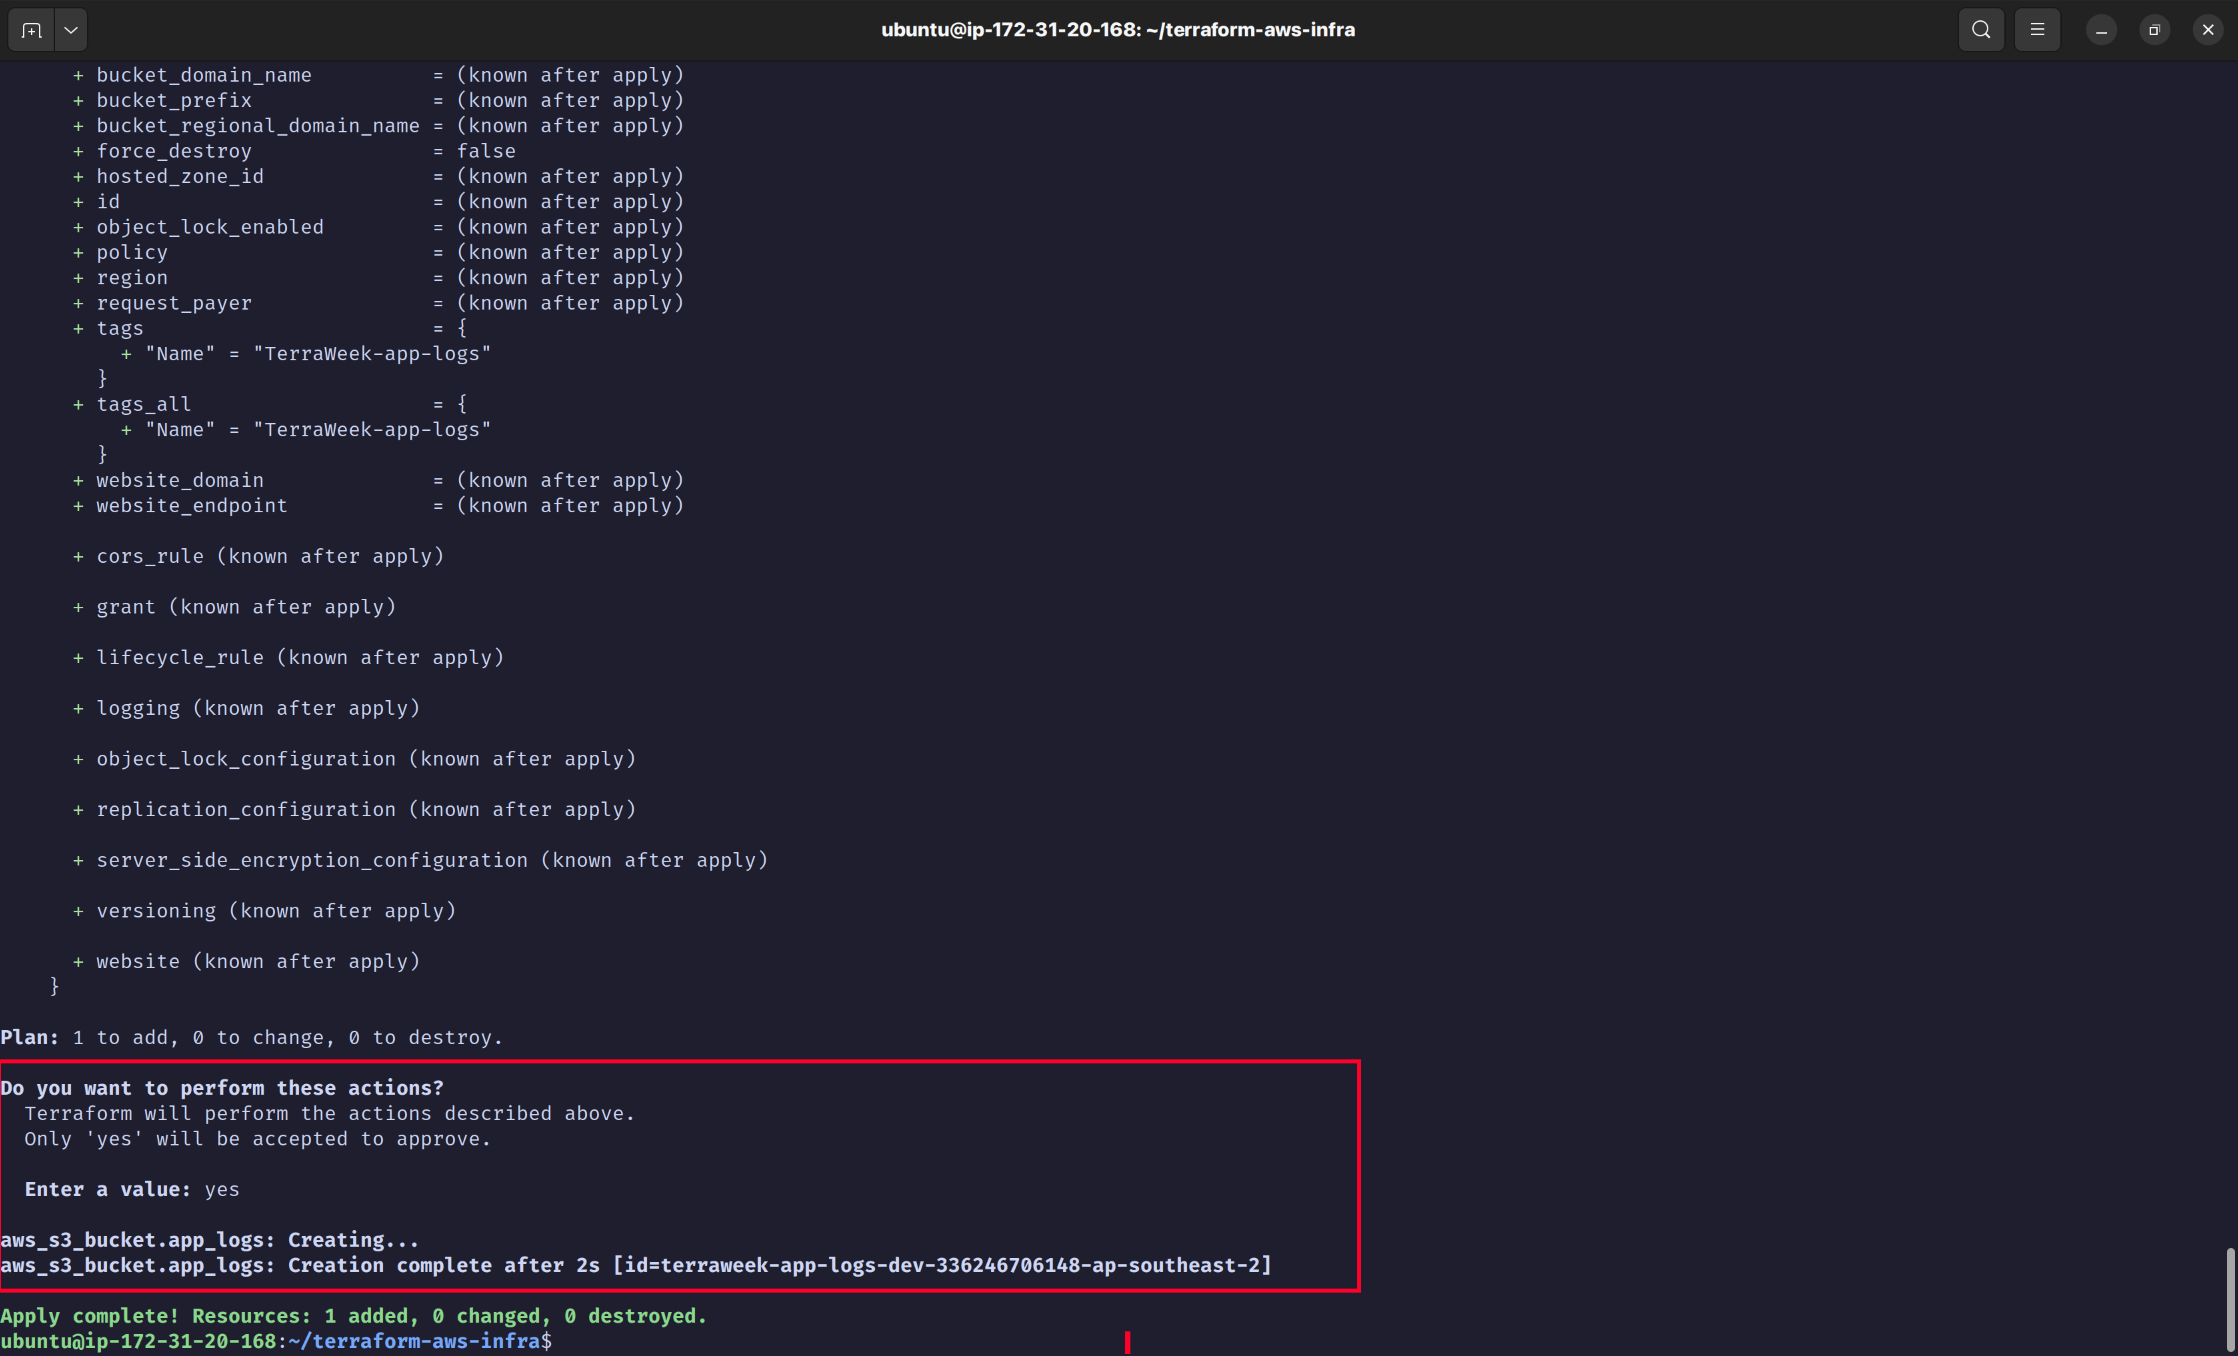 ubuntu@ip-172-31-20-168: ~/terraform-aws-infra
+ bucket_domain_name = (known after apply)
+ bucket_prefix = (known after apply)
+ bucket_regional_domain_name = (known after apply)
+ force_destroy = false
+ hosted_zone_id = (known after apply)
+ id = (known after apply)
+ object_lock_enabled = (known after apply)
+ policy = (known after apply)
+ region = (known after apply)
+ request_payer = (known after apply)
+ tags = {
+ "Name" = "TerraWeek-app-logs"
}
+ tags_all = {
+ "Name" = "TerraWeek-app-logs"
}
+ website_domain = (known after apply)
+ website_endpoint = (known after apply)
+ cors_rule (known after apply)
+ grant (known after apply)
+ lifecycle_rule (known after apply)
+ logging (known after apply)
+ object_lock_configuration (known after apply)
+ replication_configuration (known after apply)
+ server_side_encryption_configuration (known after apply)
+ versioning (known after apply)
+ website (known after apply)
}
Plan: 1 to add, 0 to change, 0 to destroy.
Do you want to perform these actions?
Terraform will perform the actions described above.
Only 'yes' will be accepted to approve.
Enter a value: yes
aws_s3_bucket.app_logs: Creating...
aws_s3_bucket.app_logs: Creation complete after 2s [id=terraweek-app-logs-dev-336246706148-ap-southeast-2]
Apply complete! Resources: 1 added, 0 changed, 0 destroyed.
ubuntu@ip-172-31-20-168:~/terraform-aws-infra$